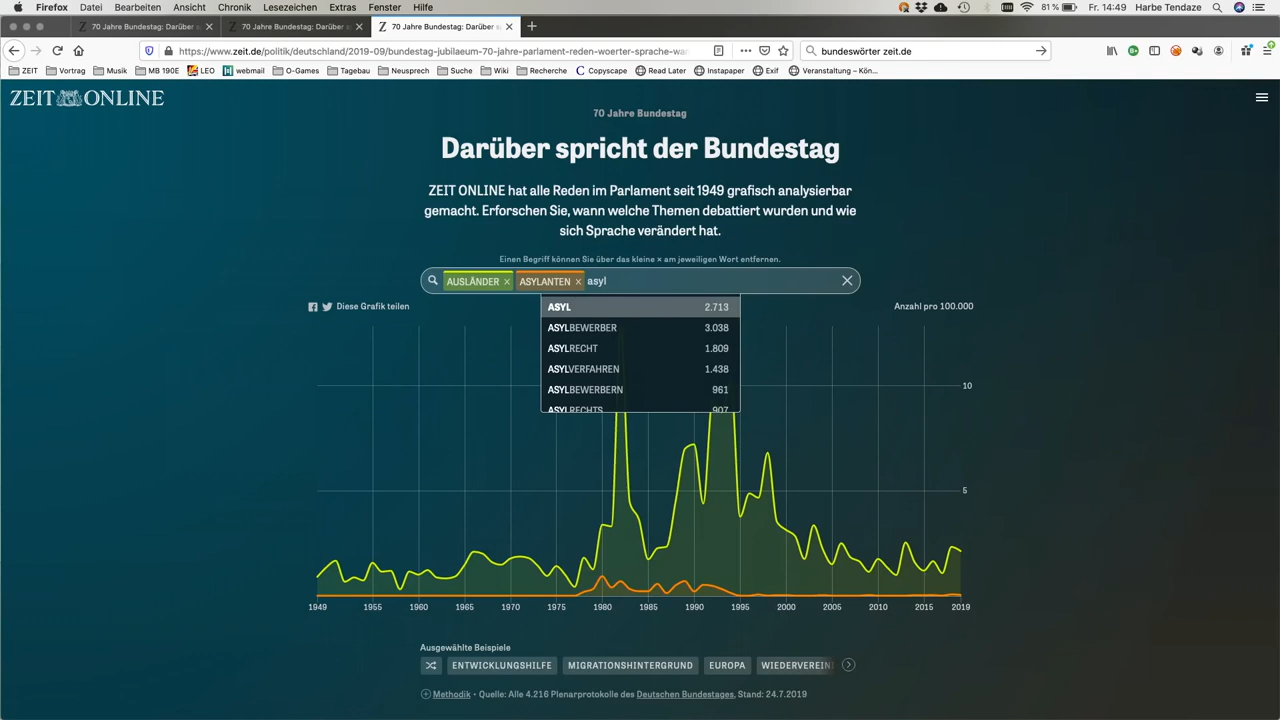 Firefox Datei Bearbeiten Ansicht Chronik Lesezeichen Extras Fenster Hilfe 81 % Fr. 14:49 Harbe Tendaze
70 Jahre Bundestag: Darüber s 70 Jahre Bundestag: Darüber s 70 Jahre Bundestag: Darüber s
https://www.zeit.de/politik/deutschland/2019-09/bundestag-jubilaeum-70-jahre-parlament-reden-woerter-sprache-wan bundeswörter zeit.de
ZEIT Vortrag Musik MB 190E LEO webmail O-Games Tagebau Neusprech Suche Wiki Recherche Copyscape Read Later Instapaper Exif Veranstaltung – Kön...
ZEIT ONLINE
70 Jahre Bundestag
Darüber spricht der Bundestag
ZEIT ONLINE hat alle Reden im Parlament seit 1949 grafisch analysierbar
gemacht. Erforschen Sie, wann welche Themen debattiert wurden und wie
sich Sprache verändert hat.
Einen Begriff können Sie über das kleine × am jeweiligen Wort entfernen.
AUSLÄNDER × ASYLANTEN × asyl
Diese Grafik teilen Anzahl pro 100.000
ASYL 2.713
ASYLBEWERBER 3.038
ASYLRECHT 1.809
ASYLVERFAHREN 1.438
ASYLBEWERBERN 961
ASYLRECHTS 907
10
5
1949 1955 1960 1965 1970 1975 1980 1985 1990 1995 2000 2005 2010 2015 2019
Ausgewählte Beispiele
ENTWICKLUNGSHILFE MIGRATIONSHINTERGRUND EUROPA WIEDERVEREIN
Methodik • Quelle: Alle 4.216 Plenarprotokolle des Deutschen Bundestages, Stand: 24.7.2019